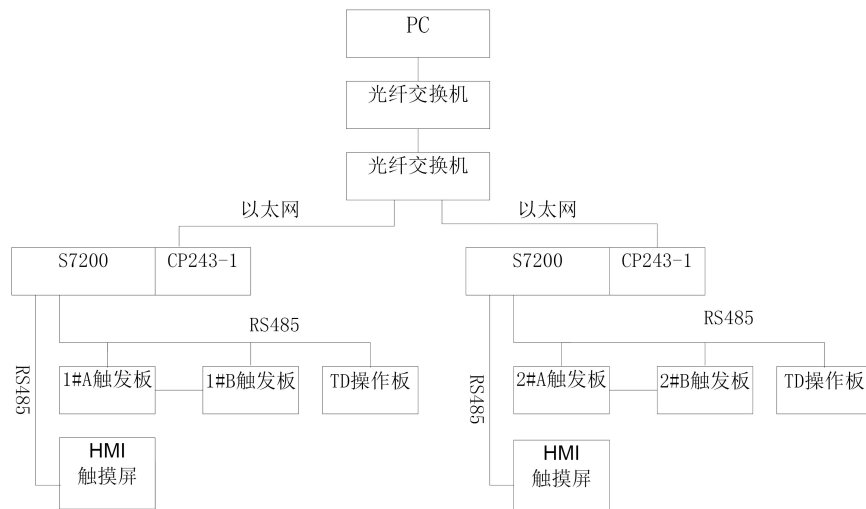 PC
光纤交换机
光纤交换机
以太网
以太网
S7200
CP243-1
S7200
CP243-1
RS485
RS485
RS485
1#A触发板
1#B触发板
TD操作板
RS485
2#A触发板
2#B触发板
TD操作板
HMI
触摸屏
HMI
触摸屏